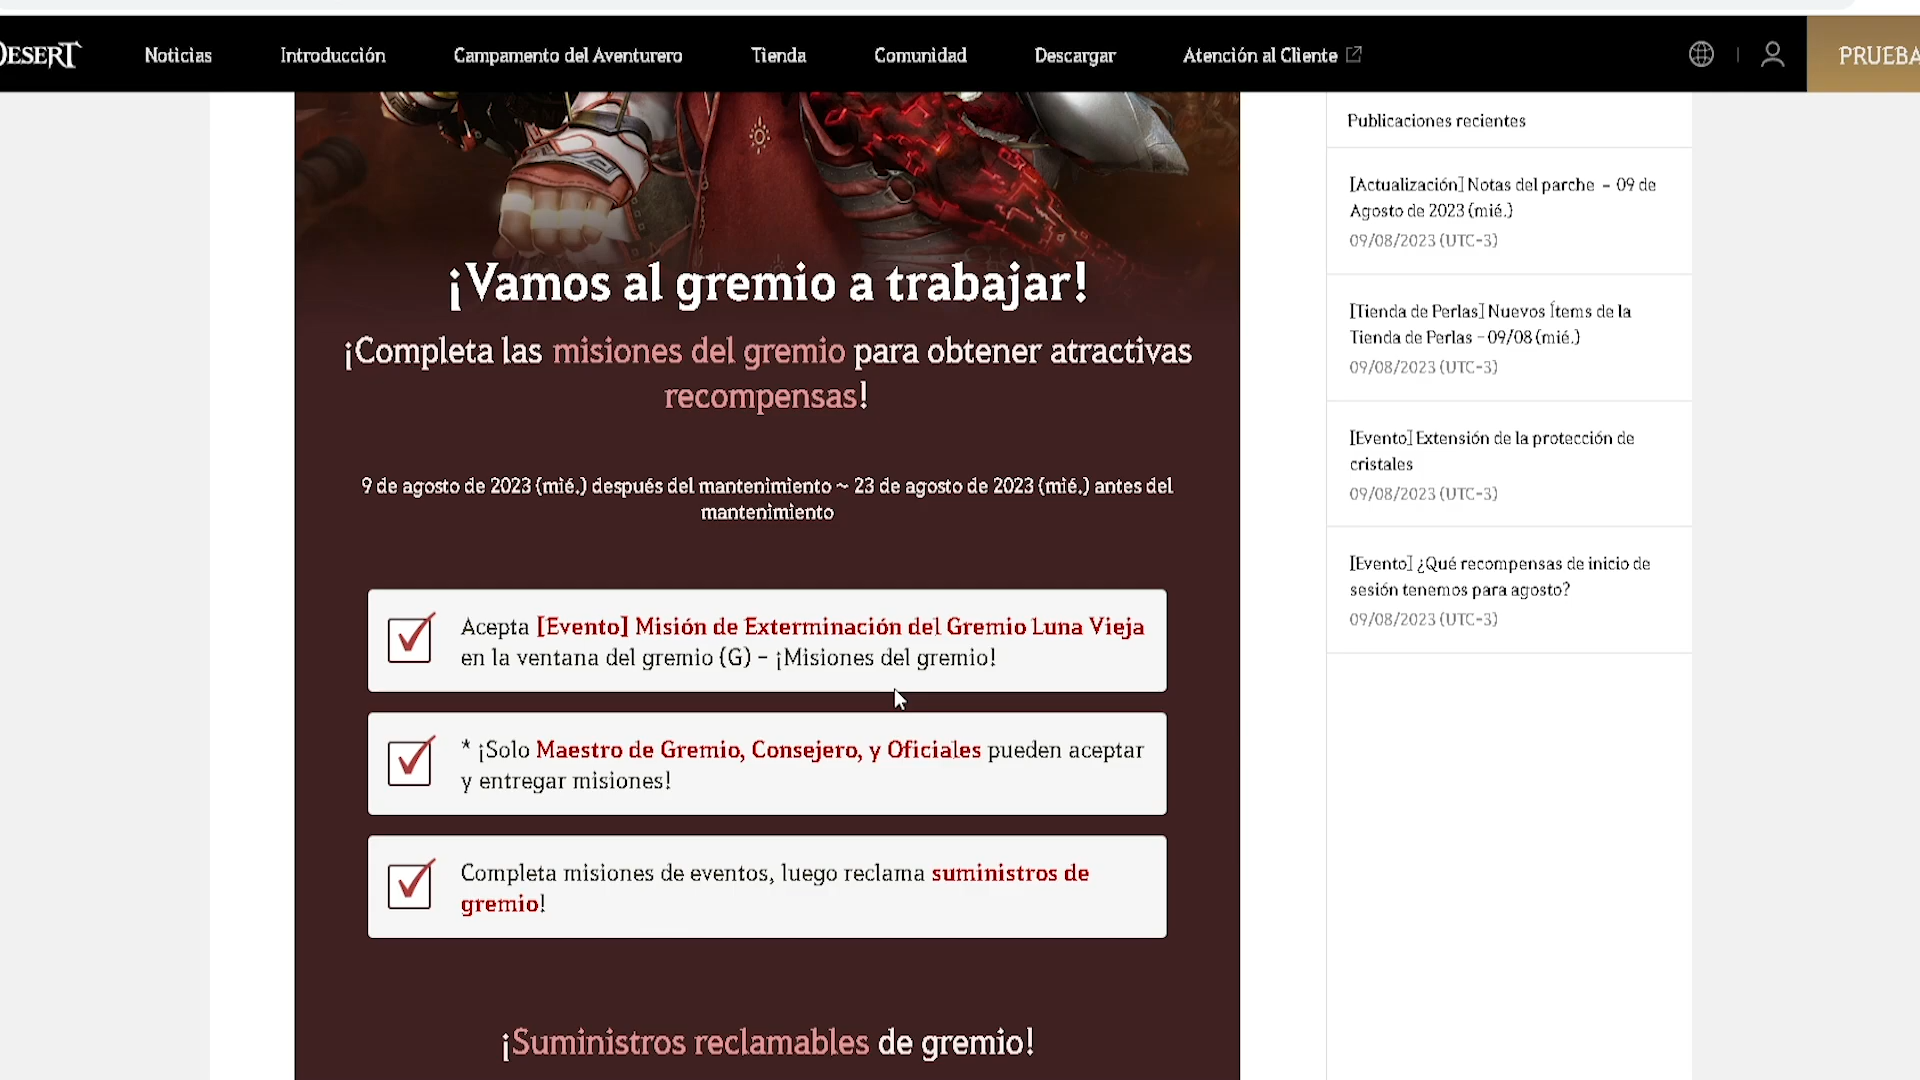 DESERT
Noticias
Introducción
Campamento del Aventurero
Tienda
Comunidad
Descargar
Atención al Cliente
PRUEBA
¡Vamos al gremio a trabajar!
¡Completa las misiones del gremio para obtener atractivas
recompensas!
9 de agosto de 2023 (mié.) después del mantenimiento ~ 23 de agosto de 2023 (mié.) antes del
mantenimiento
Acepta [Evento] Misión de Exterminación del Gremio Luna Vieja
en la ventana del gremio (G) - ¡Misiones del gremio!
* ¡Solo Maestro de Gremio, Consejero, y Oficiales pueden aceptar
y entregar misiones!
Completa misiones de eventos, luego reclama suministros de
gremio!
¡Suministros reclamables de gremio!
Publicaciones recientes
[Actualización] Notas del parche - 09 de
Agosto de 2023 (mié.)
09/08/2023 (UTC-3)
[Tienda de Perlas] Nuevos Ítems de la
Tienda de Perlas - 09/08 (mié.)
09/08/2023 (UTC-3)
[Evento] Extensión de la protección de
cristales
09/08/2023 (UTC-3)
[Evento] ¿Qué recompensas de inicio de
sesión tenemos para agosto?
09/08/2023 (UTC-3)